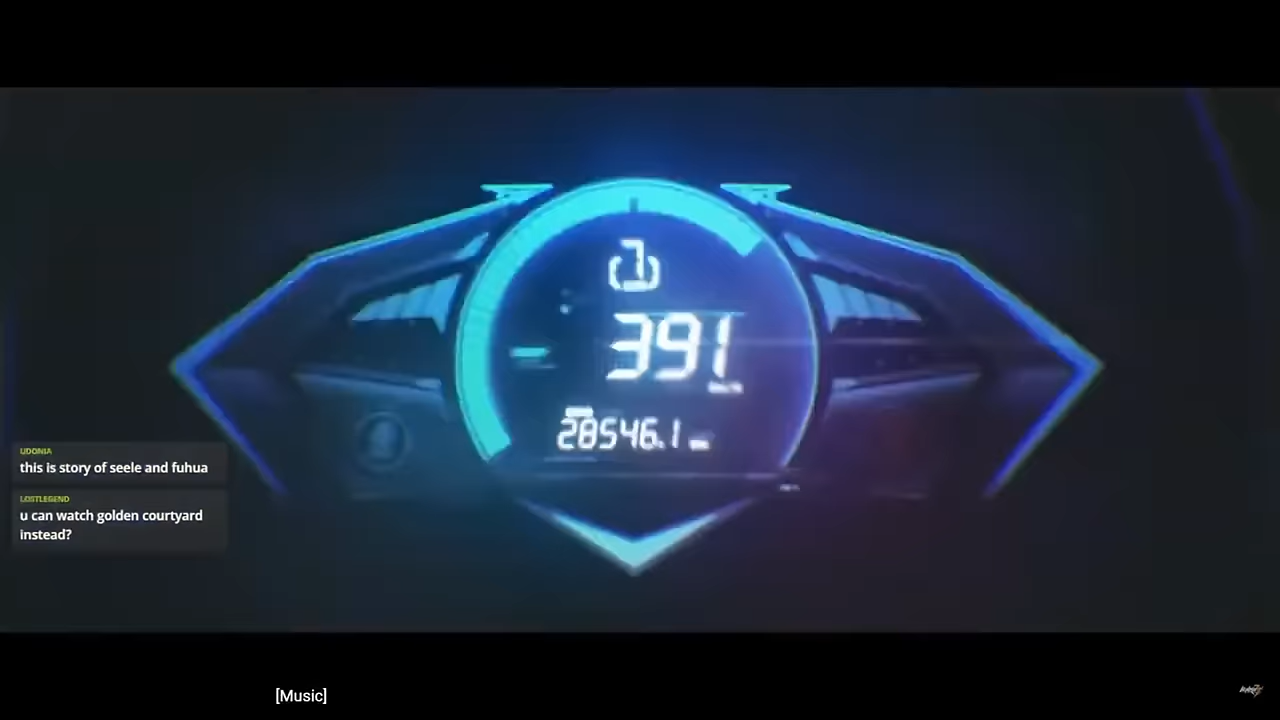 391
28546.1
UDONIA
this is story of seele and fuhua
LOSTLEGEND
u can watch golden courtyard
instead?
[Music]